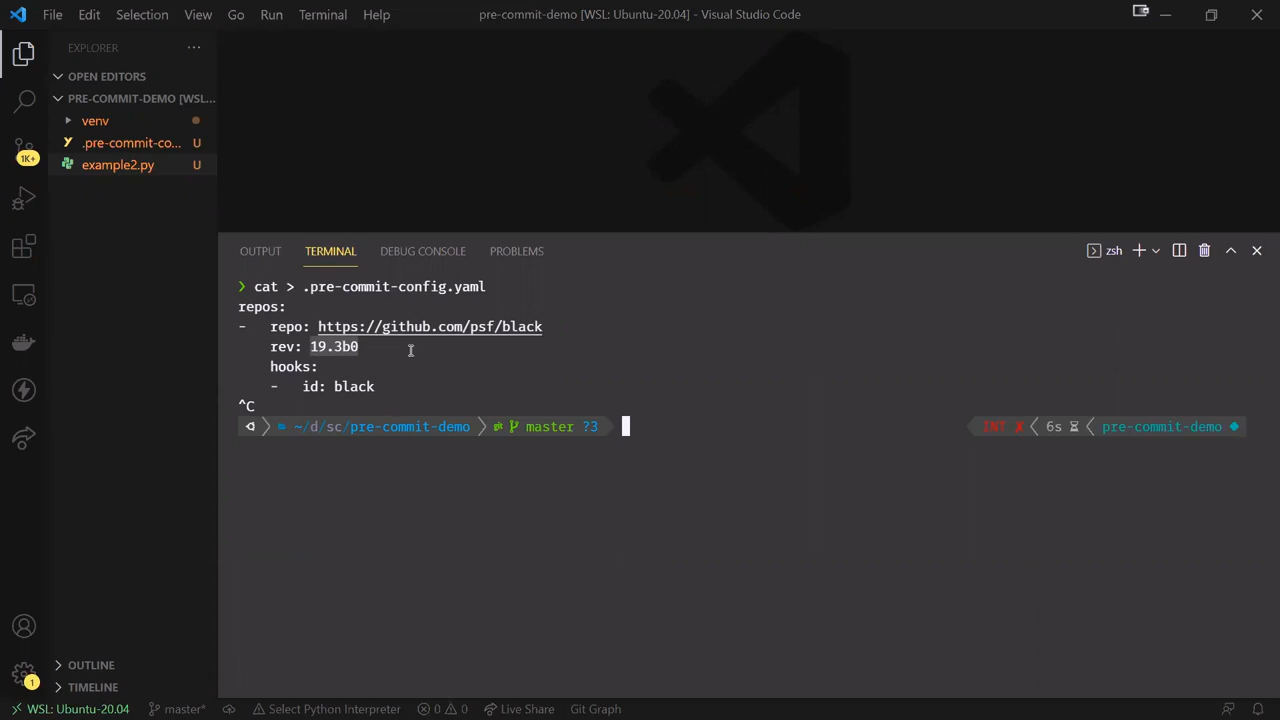 File Edit Selection View Go Run Terminal Help
pre-commit-demo [WSL: Ubuntu-20.04] - Visual Studio Code
EXPLORER ...
OPEN EDITORS
PRE-COMMIT-DEMO [WSL...
venv
.pre-commit-co... U
example2.py U
1K+
OUTPUT TERMINAL DEBUG CONSOLE PROBLEMS
zsh
❯ cat > .pre-commit-config.yaml
repos:
- repo: https://github.com/psf/black
rev: 19.3b0
hooks:
- id: black
^C
~/d/sc/pre-commit-demo master ?3
INT ✘ 6s pre-commit-demo
OUTLINE
TIMELINE
1
WSL: Ubuntu-20.04 master* Select Python Interpreter 0 0 Live Share Git Graph